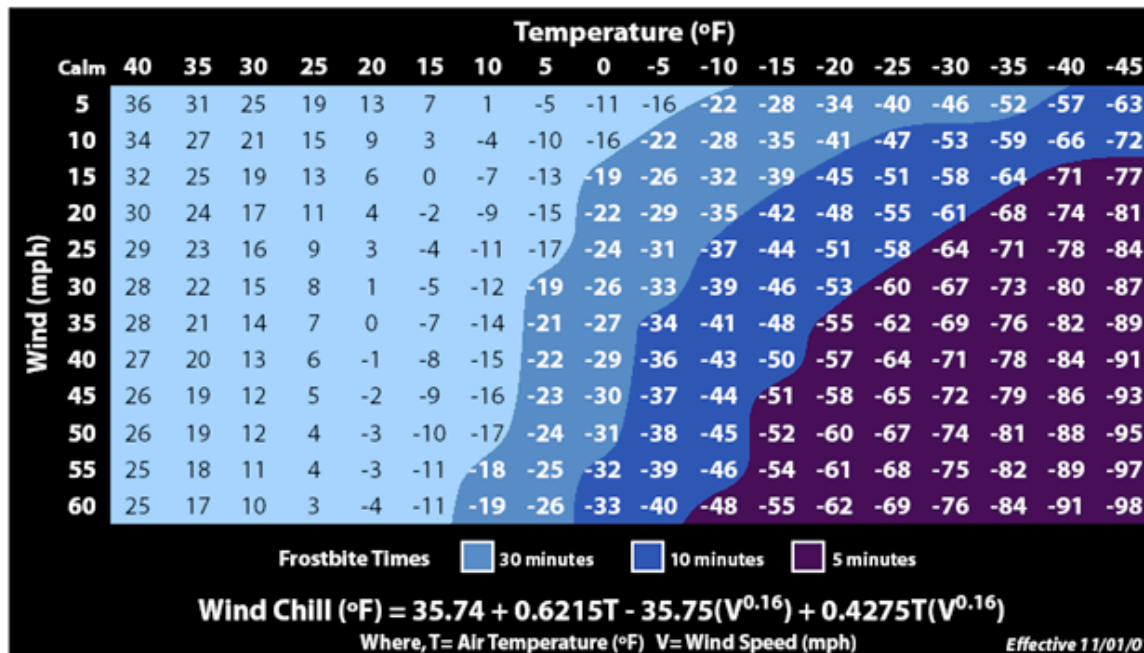 Temperature (ºF)
Calm 40 35 30 25 20 15 10 5 0 -5 -10 -15 -20 -25 -30 -35 -40 -45
Wind (mph)
5 36 31 25 19 13 7 1 -5 -11 -16 -22 -28 -34 -40 -46 -52 -57 -63
10 34 27 21 15 9 3 -4 -10 -16 -22 -28 -35 -41 -47 -53 -59 -66 -72
15 32 25 19 13 6 0 -7 -13 -19 -26 -32 -39 -45 -51 -58 -64 -71 -77
20 30 24 17 11 4 -2 -9 -15 -22 -29 -35 -42 -48 -55 -61 -68 -74 -81
25 29 23 16 9 3 -4 -11 -17 -24 -31 -37 -44 -51 -58 -64 -71 -78 -84
30 28 22 15 8 1 -5 -12 -19 -26 -33 -39 -46 -53 -60 -67 -73 -80 -87
35 28 21 14 7 0 -7 -14 -21 -27 -34 -41 -48 -55 -62 -69 -76 -82 -89
40 27 20 13 6 -1 -8 -15 -22 -29 -36 -43 -50 -57 -64 -71 -78 -84 -91
45 26 19 12 5 -2 -9 -16 -23 -30 -37 -44 -51 -58 -65 -72 -79 -86 -93
50 26 19 12 4 -3 -10 -17 -24 -31 -38 -45 -52 -60 -67 -74 -81 -88 -95
55 25 18 11 4 -3 -11 -18 -25 -32 -39 -46 -54 -61 -68 -75 -82 -89 -97
60 25 17 10 3 -4 -11 -19 -26 -33 -40 -48 -55 -62 -69 -76 -84 -91 -98
Frostbite Times 30 minutes 10 minutes 5 minutes
Wind Chill (ºF) = 35.74 + 0.6215T - 35.75(V^0.16) + 0.4275T(V^0.16)
Where, T= Air Temperature (ºF) V= Wind Speed (mph) Effective 11/01/0